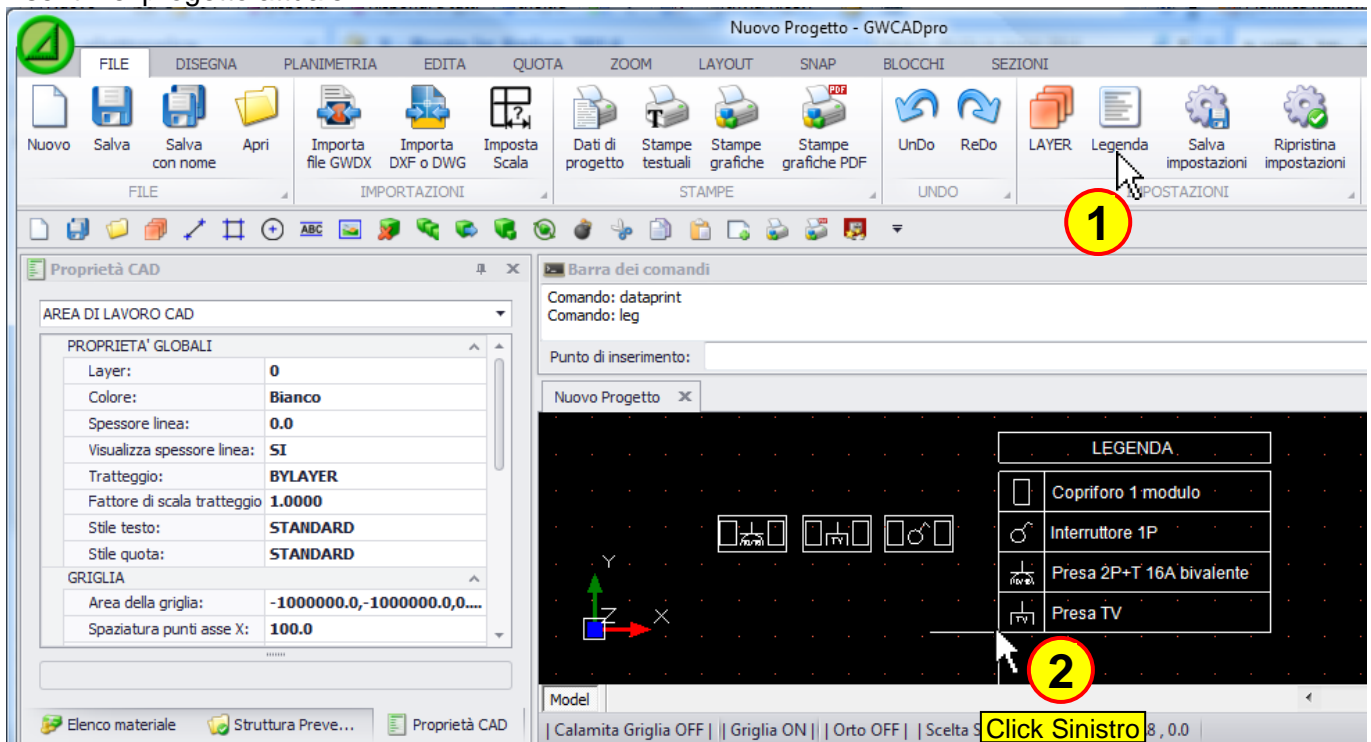 Nuovo Progetto - GWCADpro
FILE DISEGNA PLANIMETRIA EDITA QUOTA ZOOM LAYOUT SNAP BLOCCHI SEZIONI
Nuovo Salva Salva con nome Apri Importa file GWDX Importa DXF o DWG Imposta Scala Dati di progetto Stampe testuali Stampe grafiche Stampe grafiche PDF UnDo ReDo LAYER Legenda Salva impostazioni Ripristina impostazioni
FILE IMPORTAZIONI STAMPE UNDO
1
ABC
Proprietà CAD
Barra dei comandi
Comando: dataprint
Comando: leg
AREA DI LAVORO CAD
Punto di inserimento:
PROPRIETA' GLOBALI
Layer: 0
Colore: Bianco
Spessore linea: 0.0
Visualizza spessore linea: SI
Tratteggio: BYLAYER
Fattore di scala tratteggio 1.0000
Stile testo: STANDARD
Stile quota: STANDARD
GRIGLIA
Area della griglia: -1000000.0,-1000000.0,0....
Spaziatura punti asse X: 100.0
Nuovo Progetto
LEGENDA
Copriforo 1 modulo
Interruttore 1P
Presa 2P+T 16A bivalente
Presa TV
TV
TV
Y
Z X
2
Model
Elenco materiale Struttura Preve... Proprietà CAD
| Calamita Griglia OFF | | Griglia ON | | Orto OFF | | Scelta S
Click Sinistro
8 , 0.0